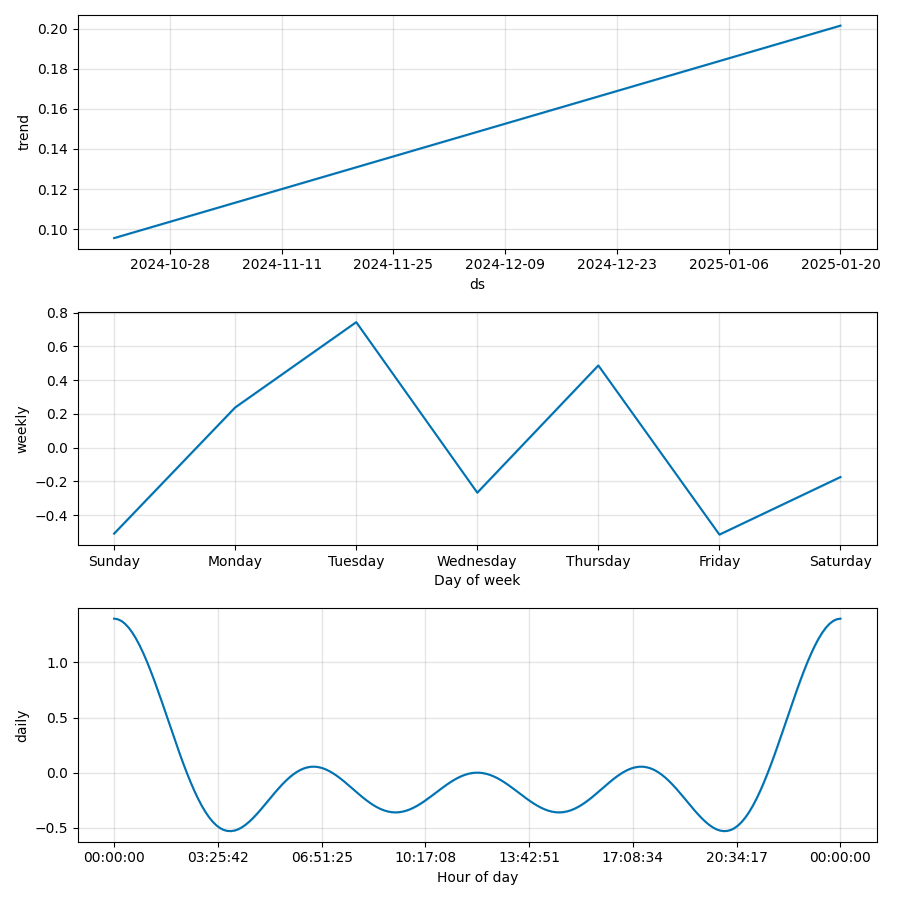 0.20
0.18
0.16
0.14
0.12
0.10
trend
2024-10-28 2024-11-11 2024-11-25 2024-12-09 2024-12-23 2025-01-06 2025-01-20
ds
0.8
0.6
0.4
0.2
0.0
−0.2
−0.4
weekly
Sunday Monday Tuesday Wednesday Thursday Friday Saturday
Day of week
1.0
0.5
0.0
−0.5
daily
00:00:00 03:25:42 06:51:25 10:17:08 13:42:51 17:08:34 20:34:17 00:00:00
Hour of day